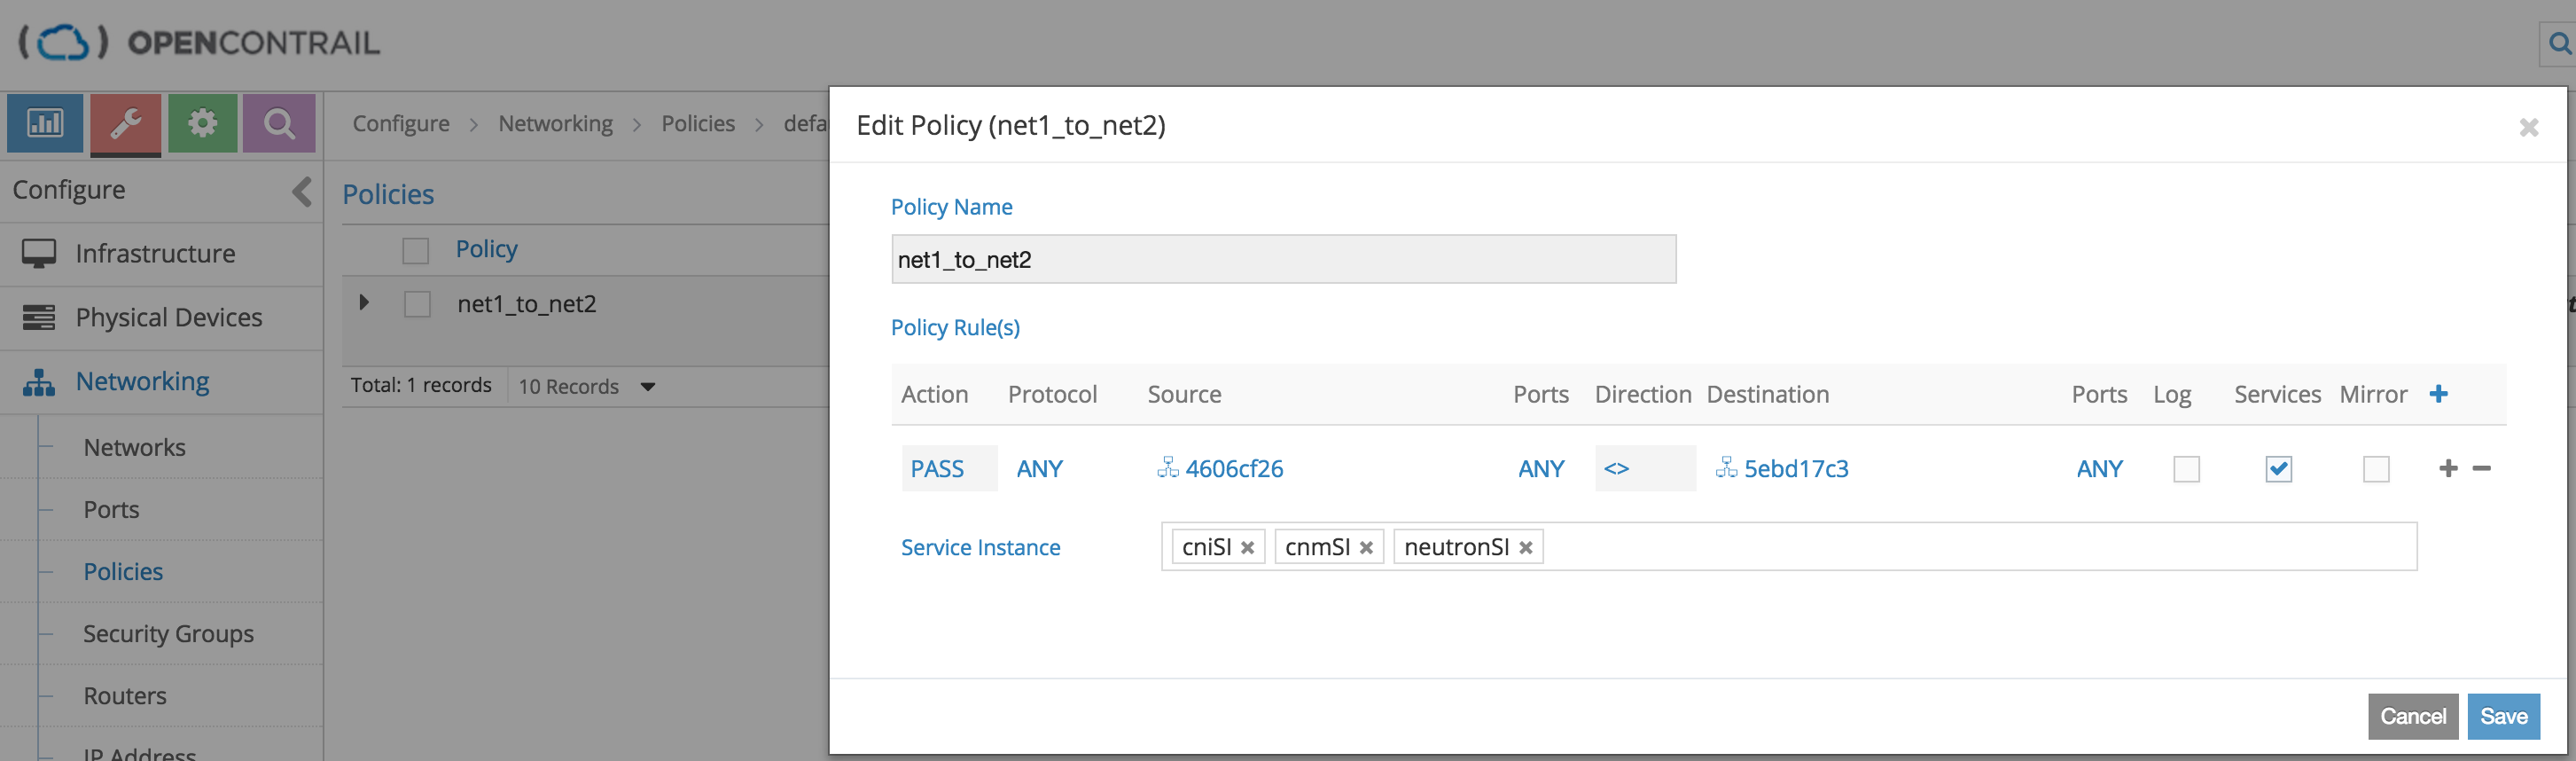 OPENCONTRAIL
Configure > Networking > Policies >
Edit Policy (net1_to_net2)
Configure
Policies
Policy Name
Infrastructure
Policy
net1_to_net2
Physical Devices
net1_to_net2
Policy Rule(s)
Networking
Total: 1 records 10 Records
Action Protocol Source Ports Direction Destination Ports Log Services Mirror +
Networks
PASS ANY 4606cf26 ANY <> 5ebd17c3 ANY + −
Ports
Service Instance cniSI × cnmSI × neutronSI ×
Policies
Security Groups
Routers
Cancel Save
IP Address